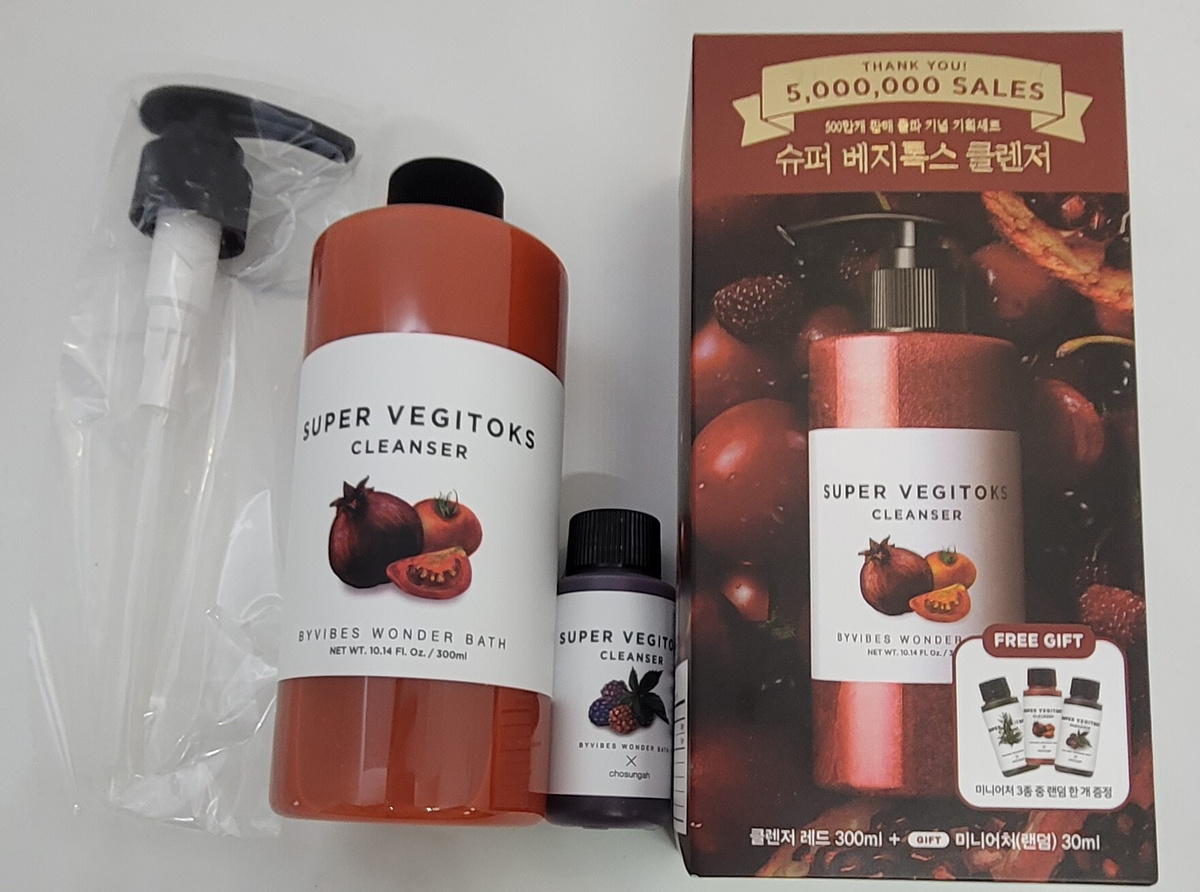 SUPER VEGITOKS
CLEANSER
BYVIBES WONDER BATH
NET WT. 10.14 Fl. Oz. / 300ml
SUPER VEGITO
CLEANSER
BYVIBES WONDER BATH
X
chosungah
THANK YOU!
5,000,000 SALES
500만개 판매 돌파 기념 기획세트
슈퍼 베지톡스 클렌저
SUPER VEGITOKS
CLEANSER
BYVIBES WONDER
NET WT. 10.14 Fl. Oz.
FREE GIFT
미니어처 3종 중 랜덤 한 개 증정
클렌저 레드 300ml + GIFT 미니어처(랜덤) 30ml